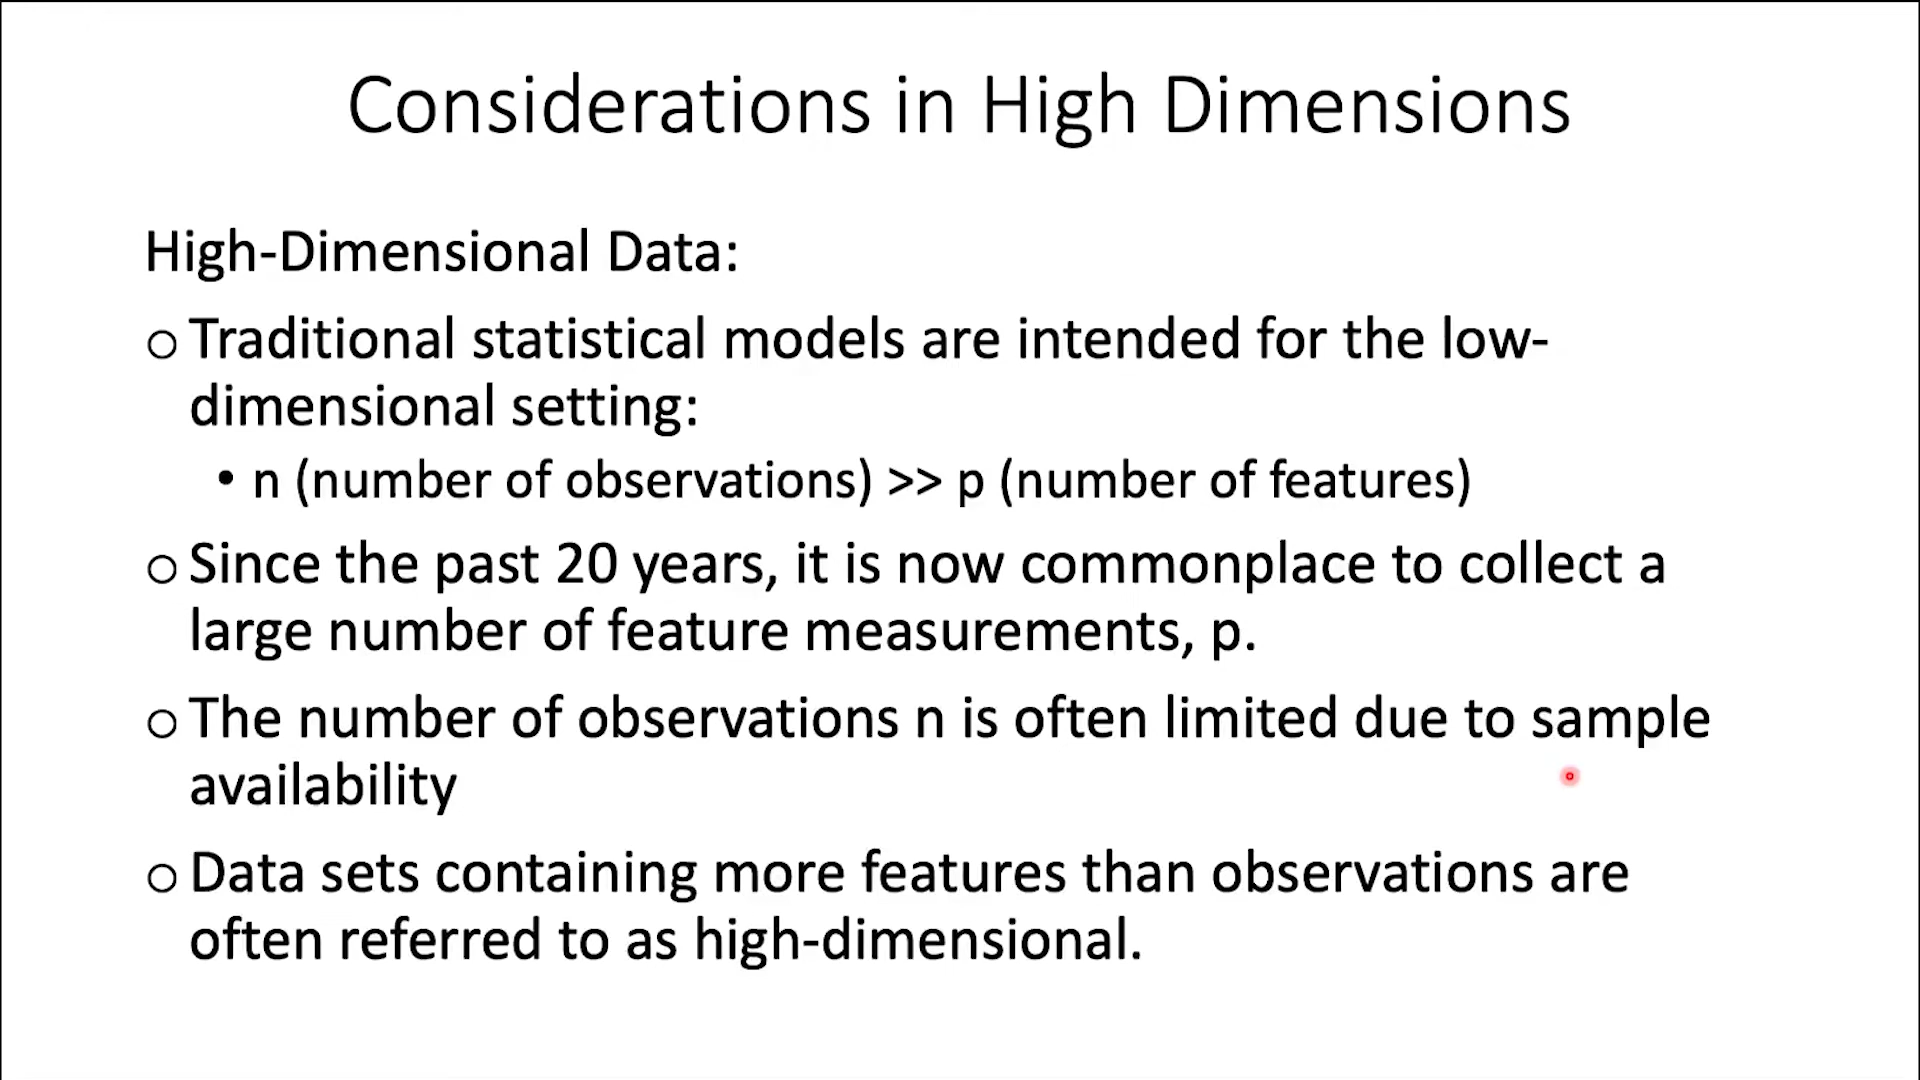 Considerations in High Dimensions
High-Dimensional Data:
○ Traditional statistical models are intended for the low-
dimensional setting:
• n (number of observations) >> p (number of features)
○ Since the past 20 years, it is now commonplace to collect a
large number of feature measurements, p.
○ The number of observations n is often limited due to sample
availability
○ Data sets containing more features than observations are
often referred to as high-dimensional.